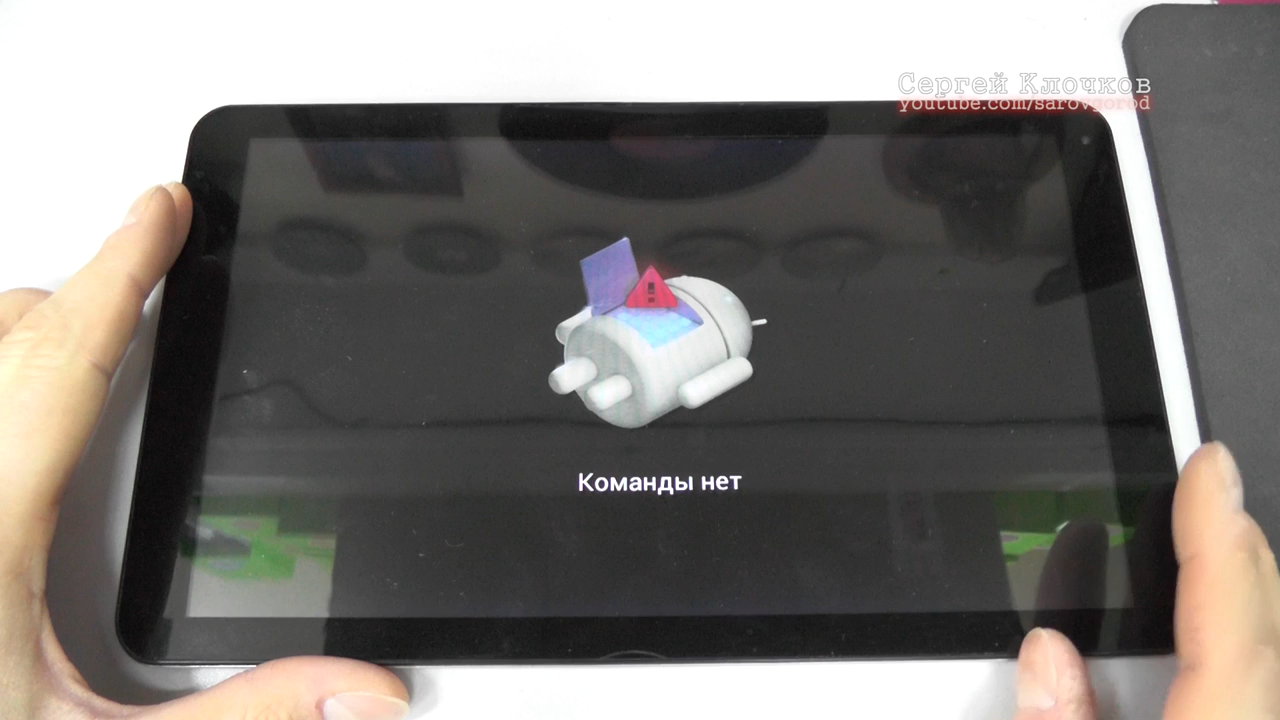 Сергей Клочков
youtube.com/sarovgorod
Команды нет